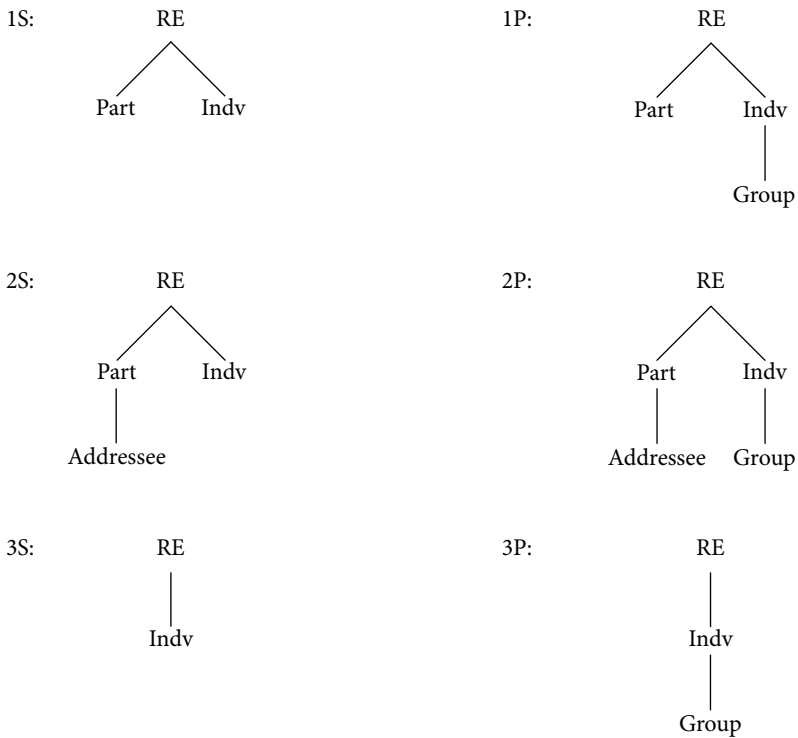 1S: RE 1P: RE
Part Indv Part Indv
Group
2S: RE 2P: RE
Part Indv Part Indv
Addressee Addressee Group
3S: RE 3P: RE
Indv Indv
Group